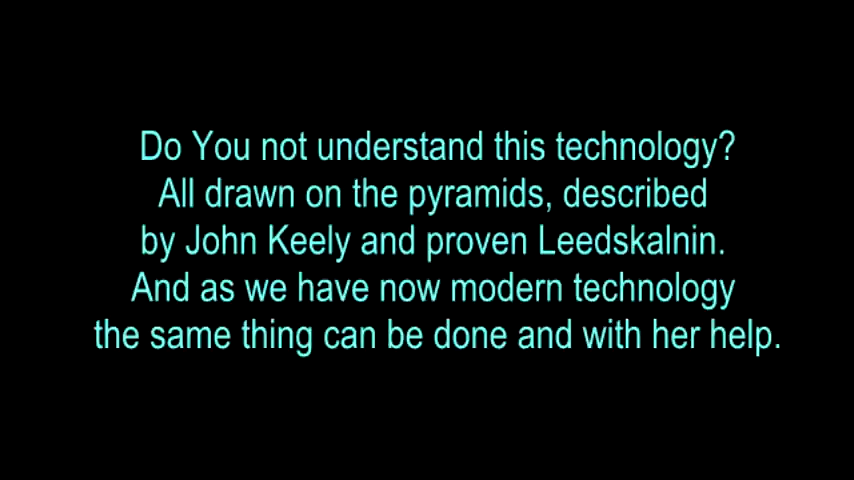 Do You not understand this technology?
All drawn on the pyramids, described
by John Keely and proven Leedskalnin.
And as we have now modern technology
the same thing can be done and with her help.